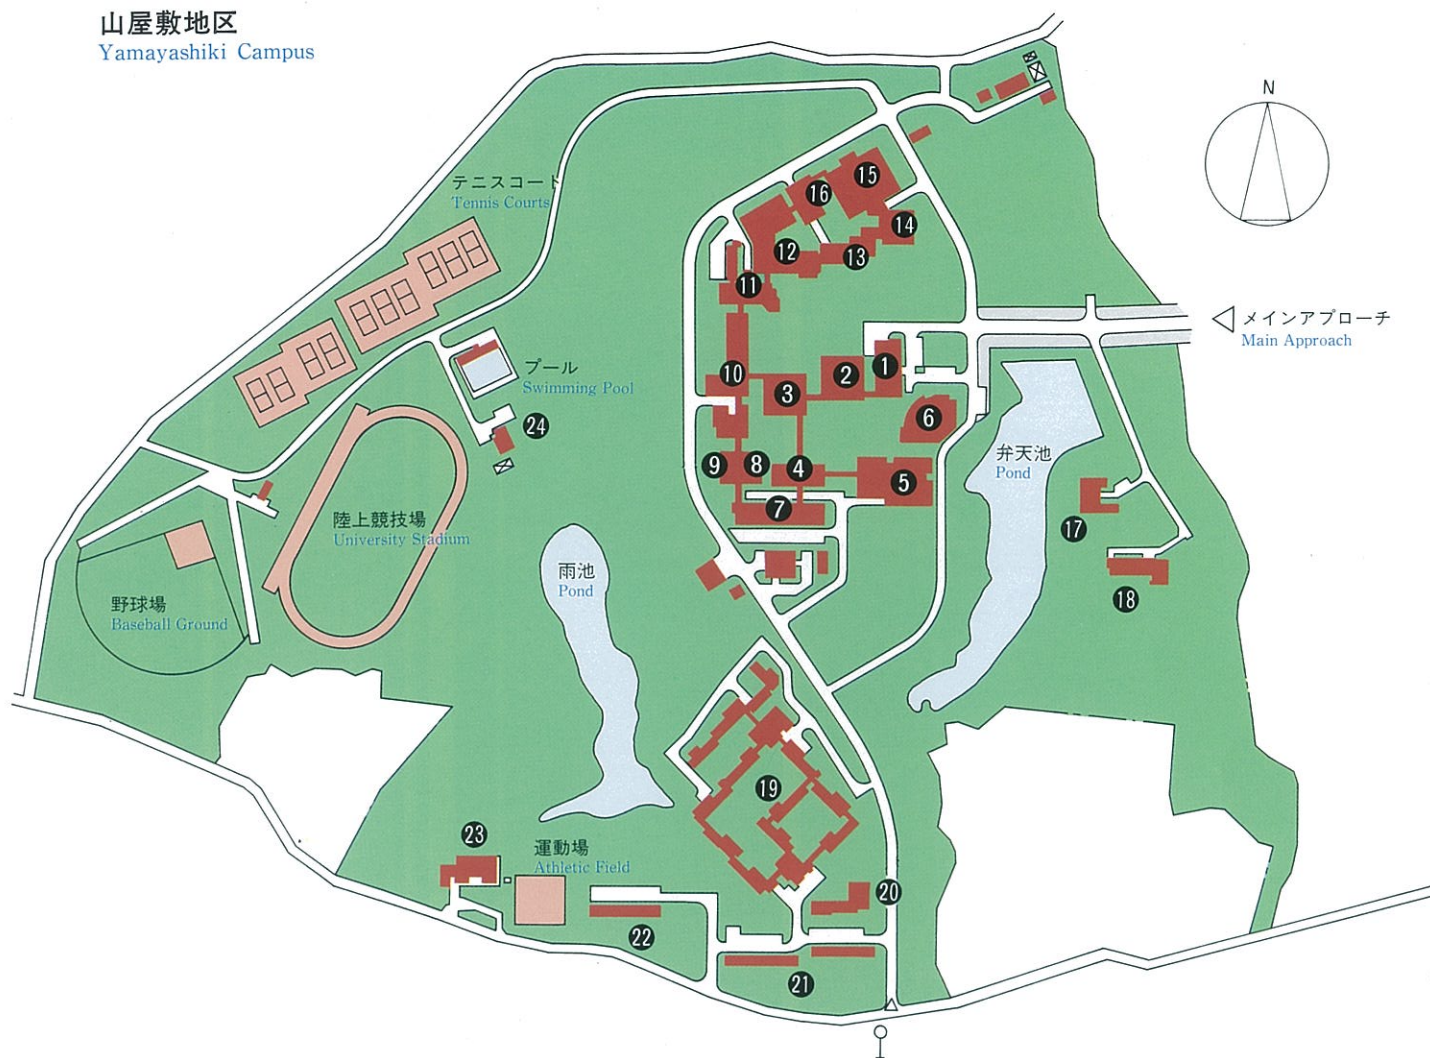 山屋敷地区
Yamayashiki Campus
N
テニスコート
Tennis Courts
15
16
14
12
13
11
メインアプローチ
Main Approach
プール
Swimming Pool
1
2
10
3
6
24
弁天池
Pond
9
8
4
5
7
陸上競技場
University Stadium
17
雨池
Pond
18
野球場
Baseball Ground
19
23
運動場
Athletic Field
20
22
21